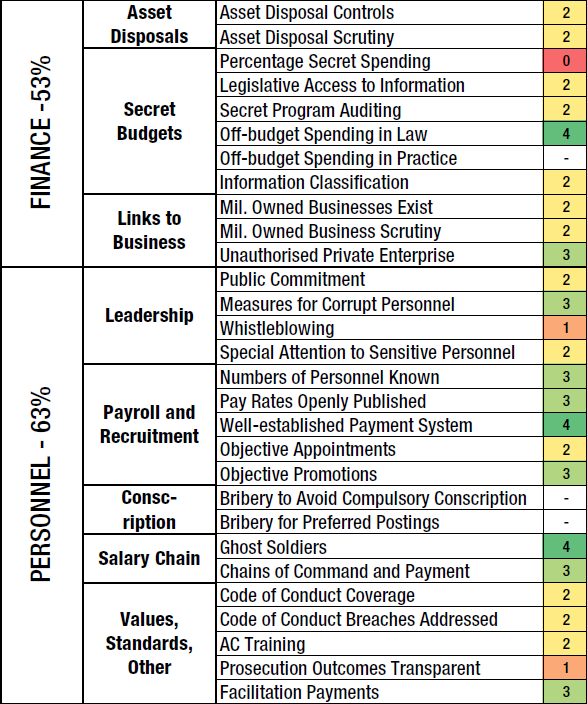 FINANCE -53%
Asset
Disposals
Asset Disposal Controls 2
Asset Disposal Scrutiny 2
Secret
Budgets
Percentage Secret Spending 0
Legislative Access to Information 2
Secret Program Auditing 2
Off-budget Spending in Law 4
Off-budget Spending in Practice -
Information Classification 2
Links to
Business
Mil. Owned Businesses Exist 2
Mil. Owned Business Scrutiny 2
Unauthorised Private Enterprise 3
PERSONNEL - 63%
Leadership
Public Commitment 2
Measures for Corrupt Personnel 3
Whistleblowing 1
Special Attention to Sensitive Personnel 2
Payroll and
Recruitment
Numbers of Personnel Known 3
Pay Rates Openly Published 3
Well-established Payment System 4
Objective Appointments 2
Objective Promotions 3
Consc-
ription
Bribery to Avoid Compulsory Conscription -
Bribery for Preferred Postings -
Salary Chain
Ghost Soldiers 4
Chains of Command and Payment 3
Values,
Standards,
Other
Code of Conduct Coverage 2
Code of Conduct Breaches Addressed 2
AC Training 2
Prosecution Outcomes Transparent 1
Facilitation Payments 3